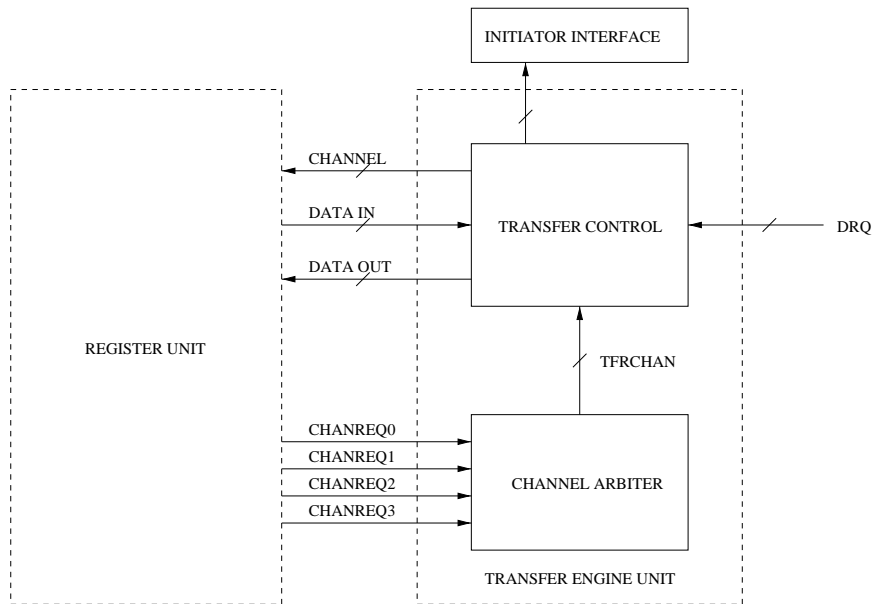 INITIATOR INTERFACE
CHANNEL
DATA IN
TRANSFER CONTROL
DRQ
DATA OUT
REGISTER UNIT
TFRCHAN
CHANREQ0
CHANREQ1
CHANREQ2
CHANREQ3
CHANNEL ARBITER
TRANSFER ENGINE UNIT